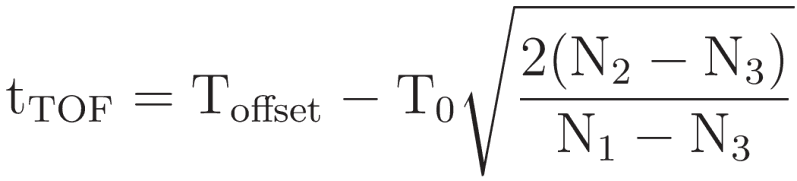 t_TOF = T_offset − T_0 √(2(N_2 − N_3) / (N_1 − N_3))